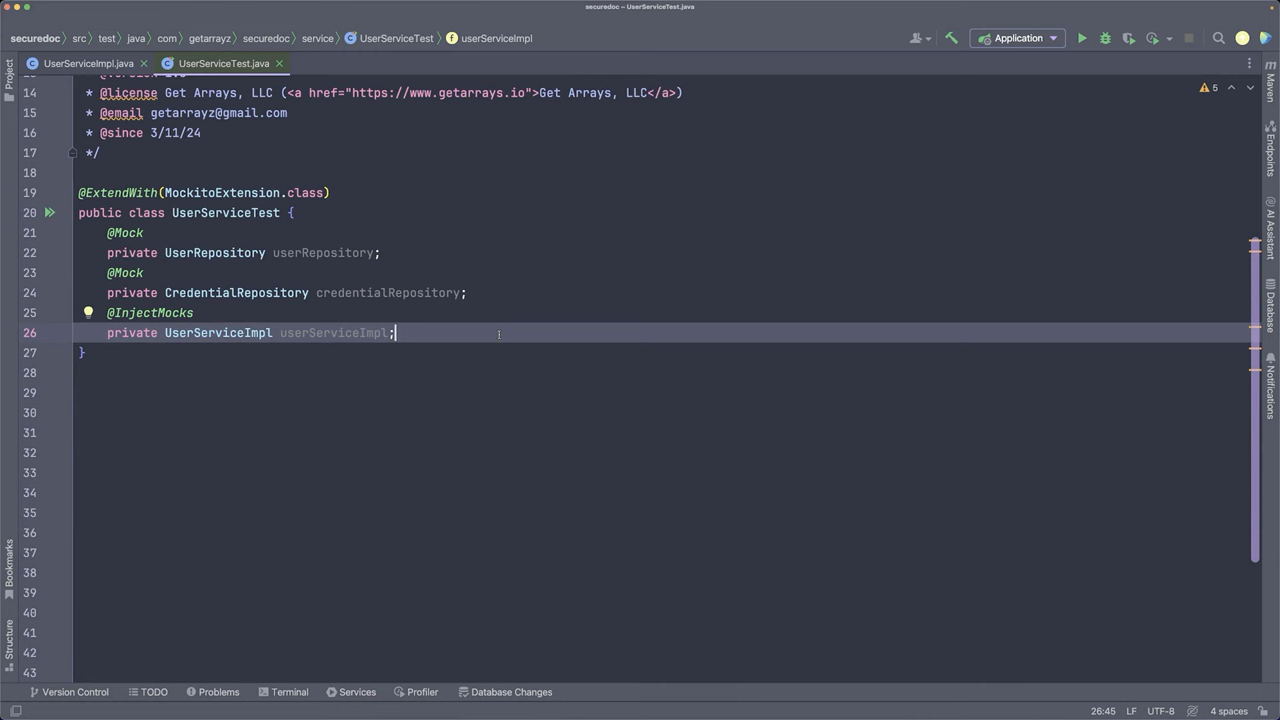 securedoc – UserServiceTest.java
securedoc src test java com getarrayz securedoc service UserServiceTest userServiceImpl Application
UserServiceImpl.java UserServiceTest.java
14 * @license Get Arrays, LLC (<a href="https://www.getarrays.io">Get Arrays, LLC</a>)
15 * @email getarrayz@gmail.com
16 * @since 3/11/24
17 */
18
19 @ExtendWith(MockitoExtension.class)
20 public class UserServiceTest {
21 @Mock
22 private UserRepository userRepository;
23 @Mock
24 private CredentialRepository credentialRepository;
25 @InjectMocks
26 private UserServiceImpl userServiceImpl;
27 }
28
29
30
31
32
33
34
35
36
37
38
39
40
41
42
43
5
Project
Bookmarks
Structure
Maven
Endpoints
AI Assistant
Database
Notifications
Version Control TODO Problems Terminal Services Profiler Database Changes
26:45 LF UTF-8 4 spaces